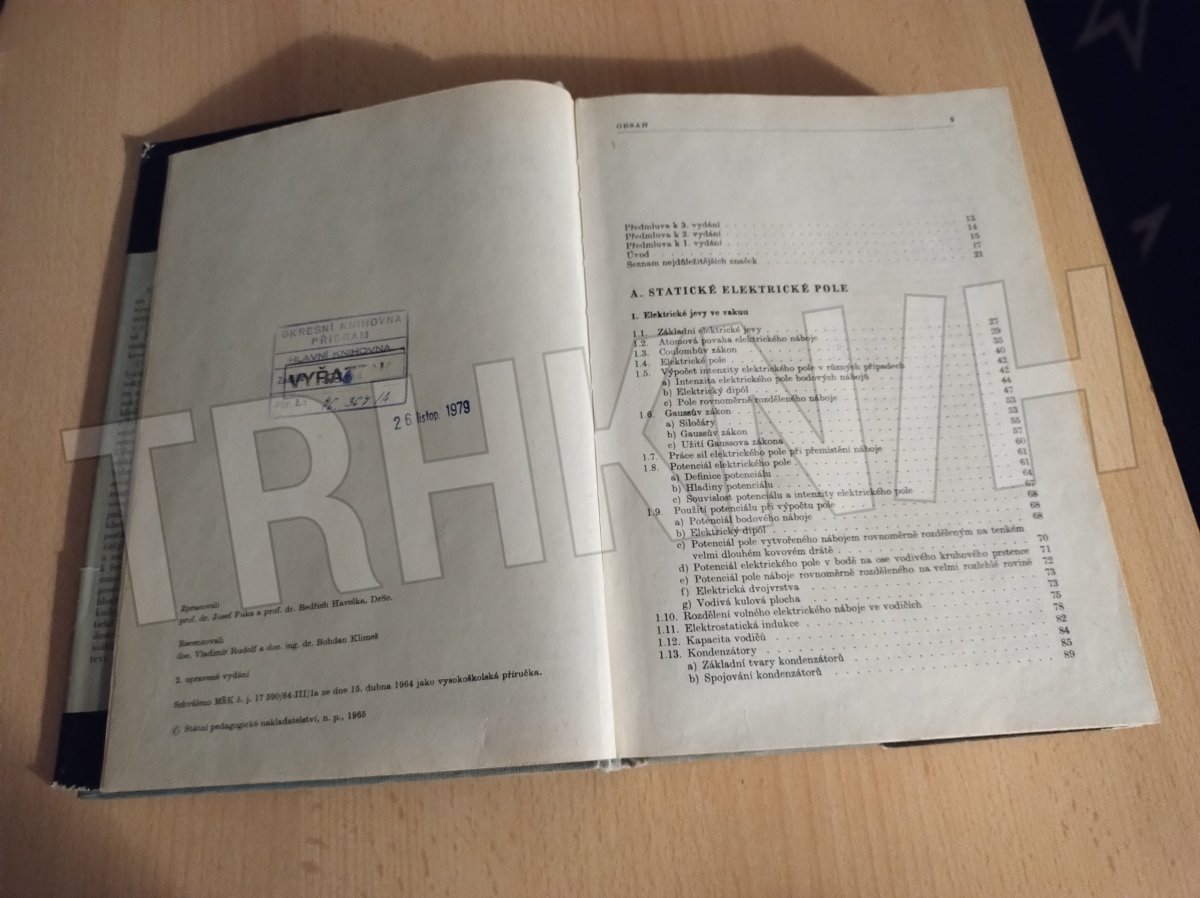 OKRESNÍ KNIHOVNA
PŘÍBRAM
HLAVNÍ KNIHOVNA
VYŘAZ
Přír. č.:
26 listop. 1979
Zpracovali
prof. dr. Josef Fuka a prof. dr. Bedřich Havelka, DrSc.
Recenzovali
doc. Vladimír Rudolf a doc. ing. dr. Bohdan Klimeš
3. upravené vydání
Schváleno MŠK č. j. 17 590/64-III/1a ze dne 15. dubna 1964 jako vysokoškolská příručka.
© Státní pedagogické nakladatelství, n. p., 1965
OBSAH 5
Předmluva k 3. vydání 13
Předmluva k 2. vydání 14
Předmluva k 1. vydání 15
Úvod 17
Seznam nejdůležitějších značek 21
A. STATICKÉ ELEKTRICKÉ POLE
1. Elektrické jevy ve vakuu
1.1. Základní elektrické jevy 27
1.2. Atomová povaha elektrického náboje 29
1.3. Coulombův zákon 35
1.4. Elektrické pole 40
1.5. Výpočet intenzity elektrického pole v různých případech 42
a) Intenzita elektrického pole bodových nábojů 42
b) Elektrický dipól 44
c) Pole rovnoměrně rozděleného náboje 47
1.6. Gaussův zákon 53
a) Siločáry 53
b) Gaussův zákon 55
c) Užití Gaussova zákona 57
1.7. Práce sil elektrického pole při přemístění náboje 60
1.8. Potenciál elektrického pole 61
a) Definice potenciálu 61
b) Hladiny potenciálu 64
c) Souvislost potenciálu a intenzity elektrického pole 67
1.9. Použití potenciálu při výpočtu pole 68
a) Potenciál bodového náboje 68
b) Elektrický dipól 68
c) Potenciál pole vytvořeného nábojem rovnoměrně rozděleným na tenkém
velmi dlouhém kovovém drátě 70
d) Potenciál elektrického pole v bodě na ose vodivého kruhového prstence 71
e) Potenciál pole náboje rovnoměrně rozděleného na velmi rozlehlé rovině 72
f) Elektrická dvojvrstva 73
g) Vodivá kulová plocha 73
1.10. Rozdělení volného elektrického náboje ve vodičích 75
1.11. Elektrostatická indukce 78
1.12. Kapacita vodičů 82
1.13. Kondenzátory 84
a) Základní tvary kondenzátorů 85
b) Spojování kondenzátorů 89
TRHKNIH